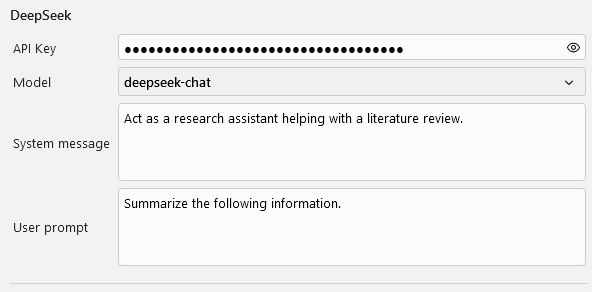 DeepSeek
API Key ●●●●●●●●●●●●●●●●●●●●●●●●●●●●●●●●●●●
Model deepseek-chat
System message Act as a research assistant helping with a literature review.
User prompt Summarize the following information.